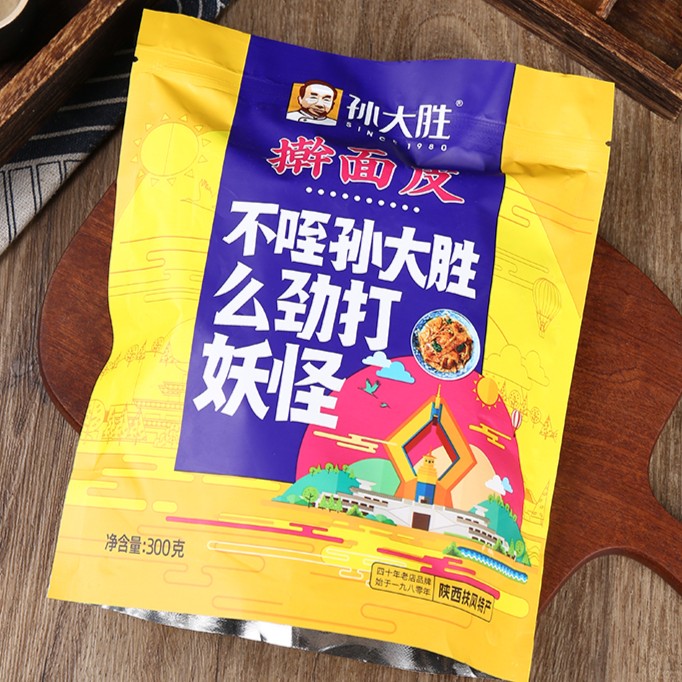 孙大胜®
SINCE 1980
擀面皮
不咥孙大胜
么劲打
妖怪
净含量:300克
四十年老店品牌
始于一九八零年
陕西扶风特产